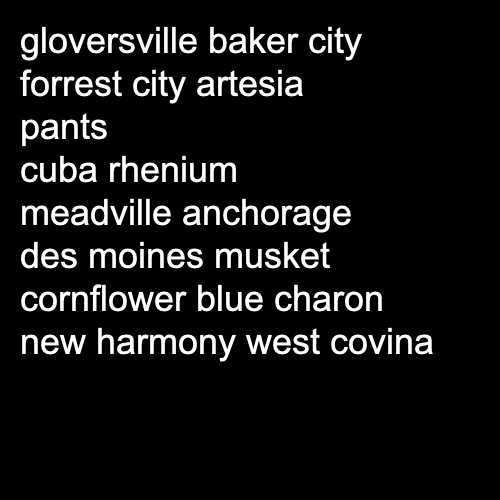 gloversville baker city
forrest city artesia
pants
cuba rhenium
meadville anchorage
des moines musket
cornflower blue charon
new harmony west covina